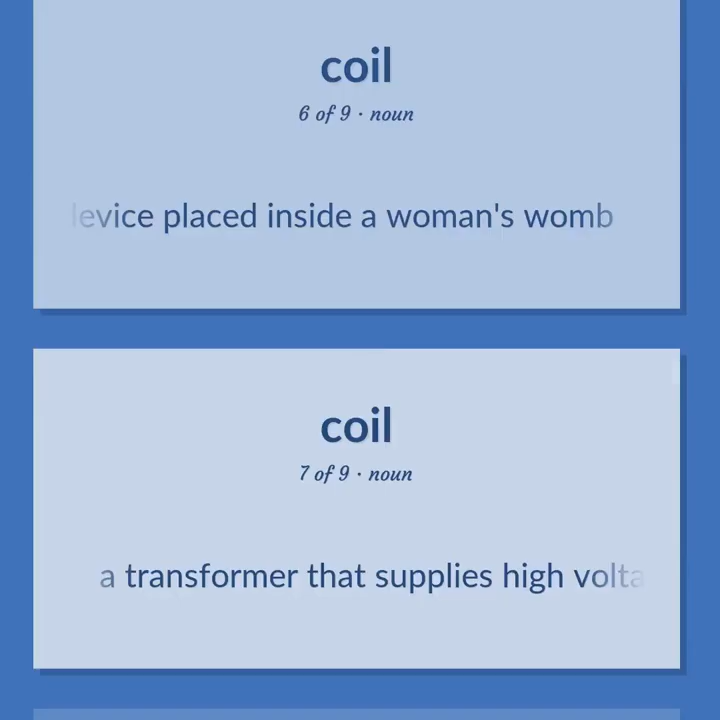 coil
6 of 9 · noun
evice placed inside a woman's womb
coil
7 of 9 · noun
a transformer that supplies high volta